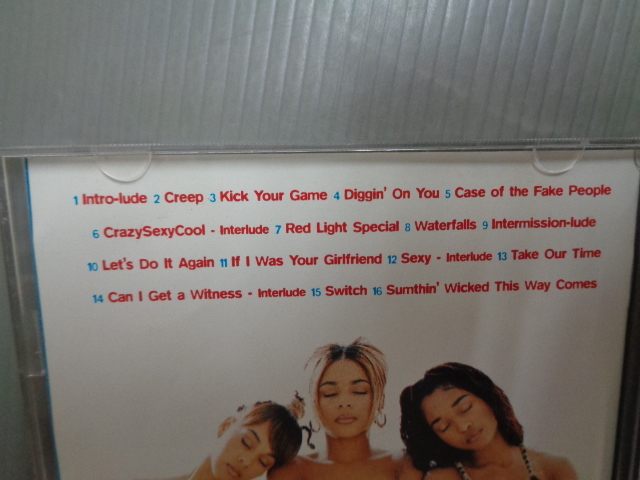 1 Intro-lude 2 Creep 3 Kick Your Game 4 Diggin' On You 5 Case of the Fake People
6 CrazySexyCool - Interlude 7 Red Light Special 8 Waterfalls 9 Intermission-lude
10 Let's Do It Again 11 If I Was Your Girlfriend 12 Sexy - Interlude 13 Take Our Time
14 Can I Get a Witness - Interlude 15 Switch 16 Sumthin' Wicked This Way Comes